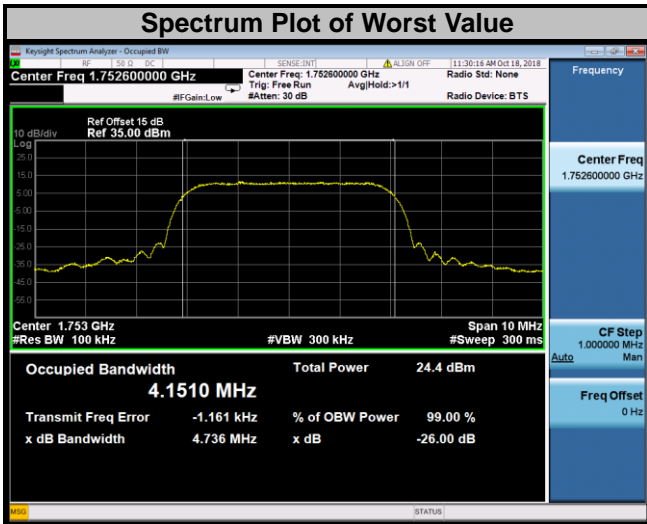 Spectrum Plot of Worst Value
Keysight Spectrum Analyzer - Occupied BW
RF 50 Ω DC SENSE:INT ALIGN OFF 11:30:16 AM Oct 18, 2018
Center Freq 1.752600000 GHz
Center Freq: 1.752600000 GHz
Radio Std: None
Trig: Free Run Avg|Hold:>1/1
#IFGain:Low #Atten: 30 dB Radio Device: BTS
Frequency
Ref Offset 15 dB
10 dB/div Ref 35.00 dBm
Log
25.0
15.0
5.00
-5.00
-15.0
-25.0
-35.0
-45.0
-55.0
Center 1.753 GHz Span 10 MHz
#Res BW 100 kHz #VBW 300 kHz #Sweep 300 ms
Occupied Bandwidth Total Power 24.4 dBm
4.1510 MHz
Transmit Freq Error -1.161 kHz % of OBW Power 99.00 %
x dB Bandwidth 4.736 MHz x dB -26.00 dB
Center Freq
1.752600000 GHz
CF Step
1.000000 MHz
Auto Man
Freq Offset
0 Hz
MSG STATUS